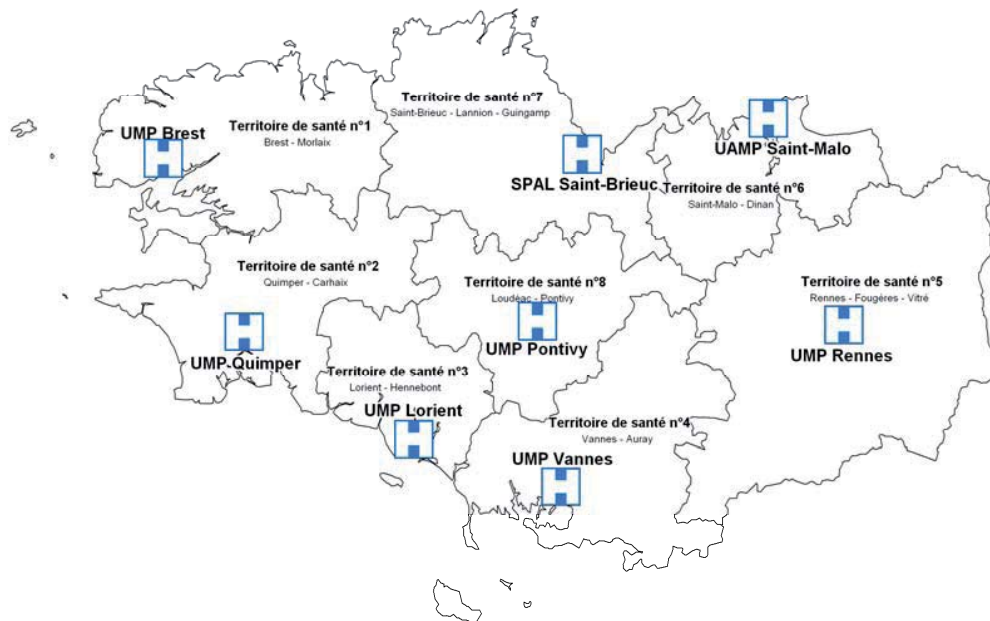 Territoire de santé n°7
Saint-Brieuc - Lannion - Guingamp
UMP Brest
Territoire de santé n°1
Brest - Morlaix
UAMP Saint-Malo
SPAL Saint-Brieuc
Territoire de santé n°6
Saint-Malo - Dinan
Territoire de santé n°2
Quimper - Carhaix
Territoire de santé n°8
Loudéac - Pontivy
Territoire de santé n°5
Rennes - Fougères - Vitré
UMP-Quimper
UMP Pontivy
UMP Rennes
Territoire de santé n°3
Lorient - Hennebont
UMP Lorient
Territoire de santé n°4
Vannes - Auray
UMP Vannes